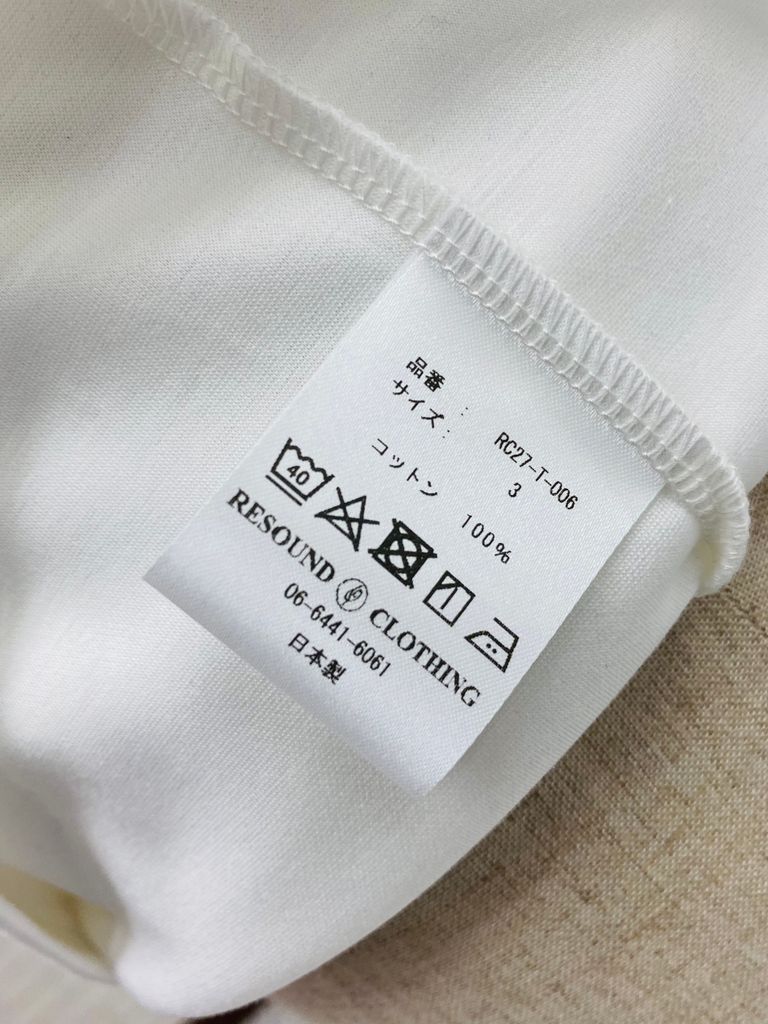 品番 : RC27-T-006
サイズ : 3
コットン 100%
40
RESOUND CLOTHING
06-6441-6061
日本製